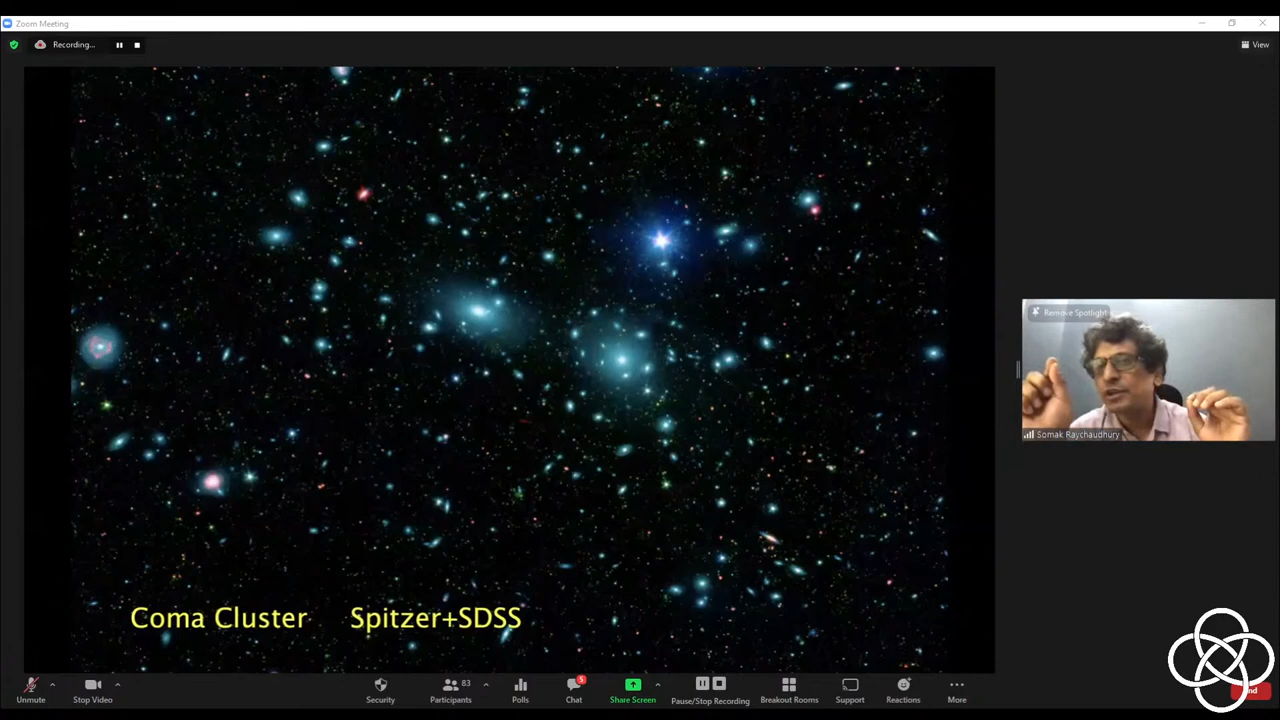 Zoom Meeting
Recording...
View
Remove Spotlight
Somak Raychaudhury
Coma Cluster Spitzer+SDSS
Unmute
Stop Video
Security
83
Participants
Polls
5
Chat
Share Screen
Pause/Stop Recording
Breakout Rooms
Support
Reactions
More